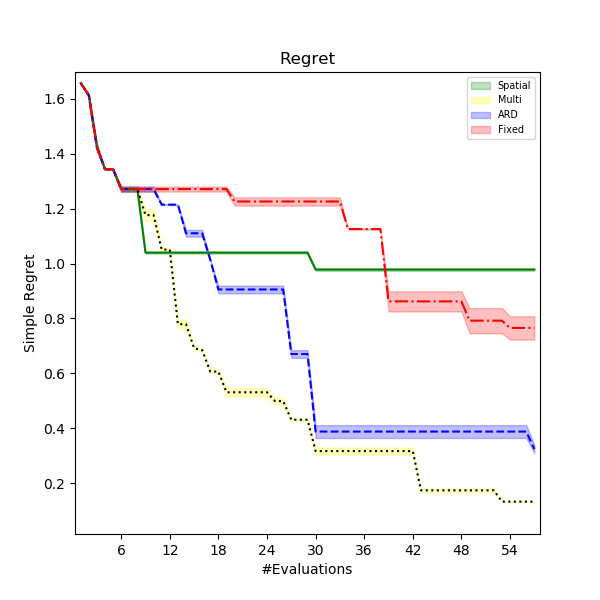 Regret
Spatial
Multi
ARD
Fixed
1.6
1.4
1.2
1.0
0.8
0.6
0.4
0.2
Simple Regret
6 12 18 24 30 36 42 48 54
#Evaluations